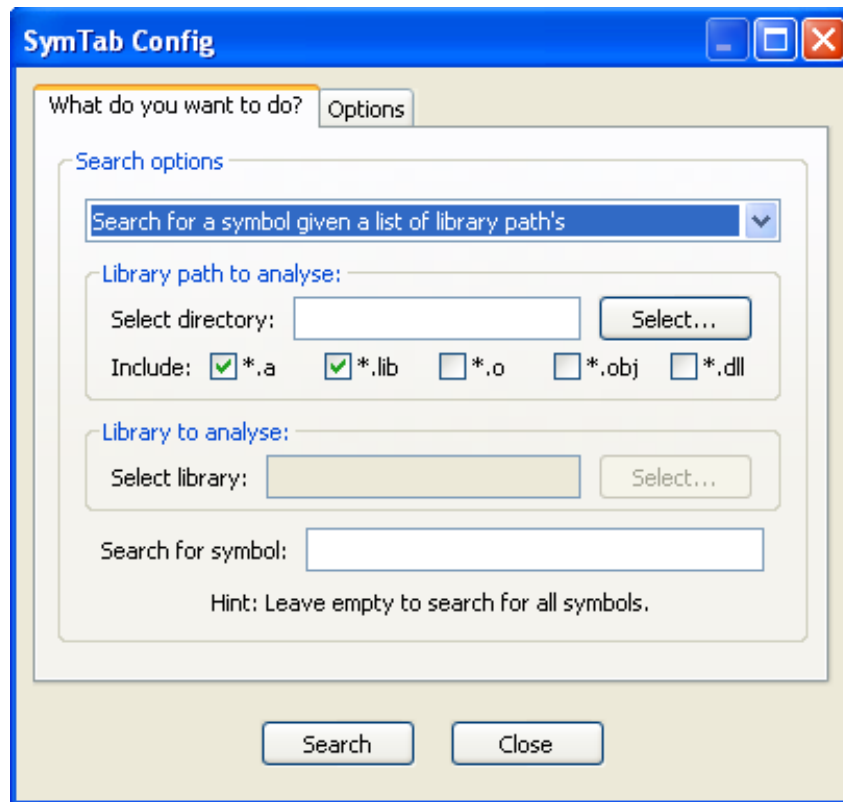 SymTab Config
What do you want to do? Options
Search options
Search for a symbol given a list of library path's
Library path to analyse:
Select directory: Select...
Include: *.a *.lib *.o *.obj *.dll
Library to analyse:
Select library: Select...
Search for symbol:
Hint: Leave empty to search for all symbols.
Search Close